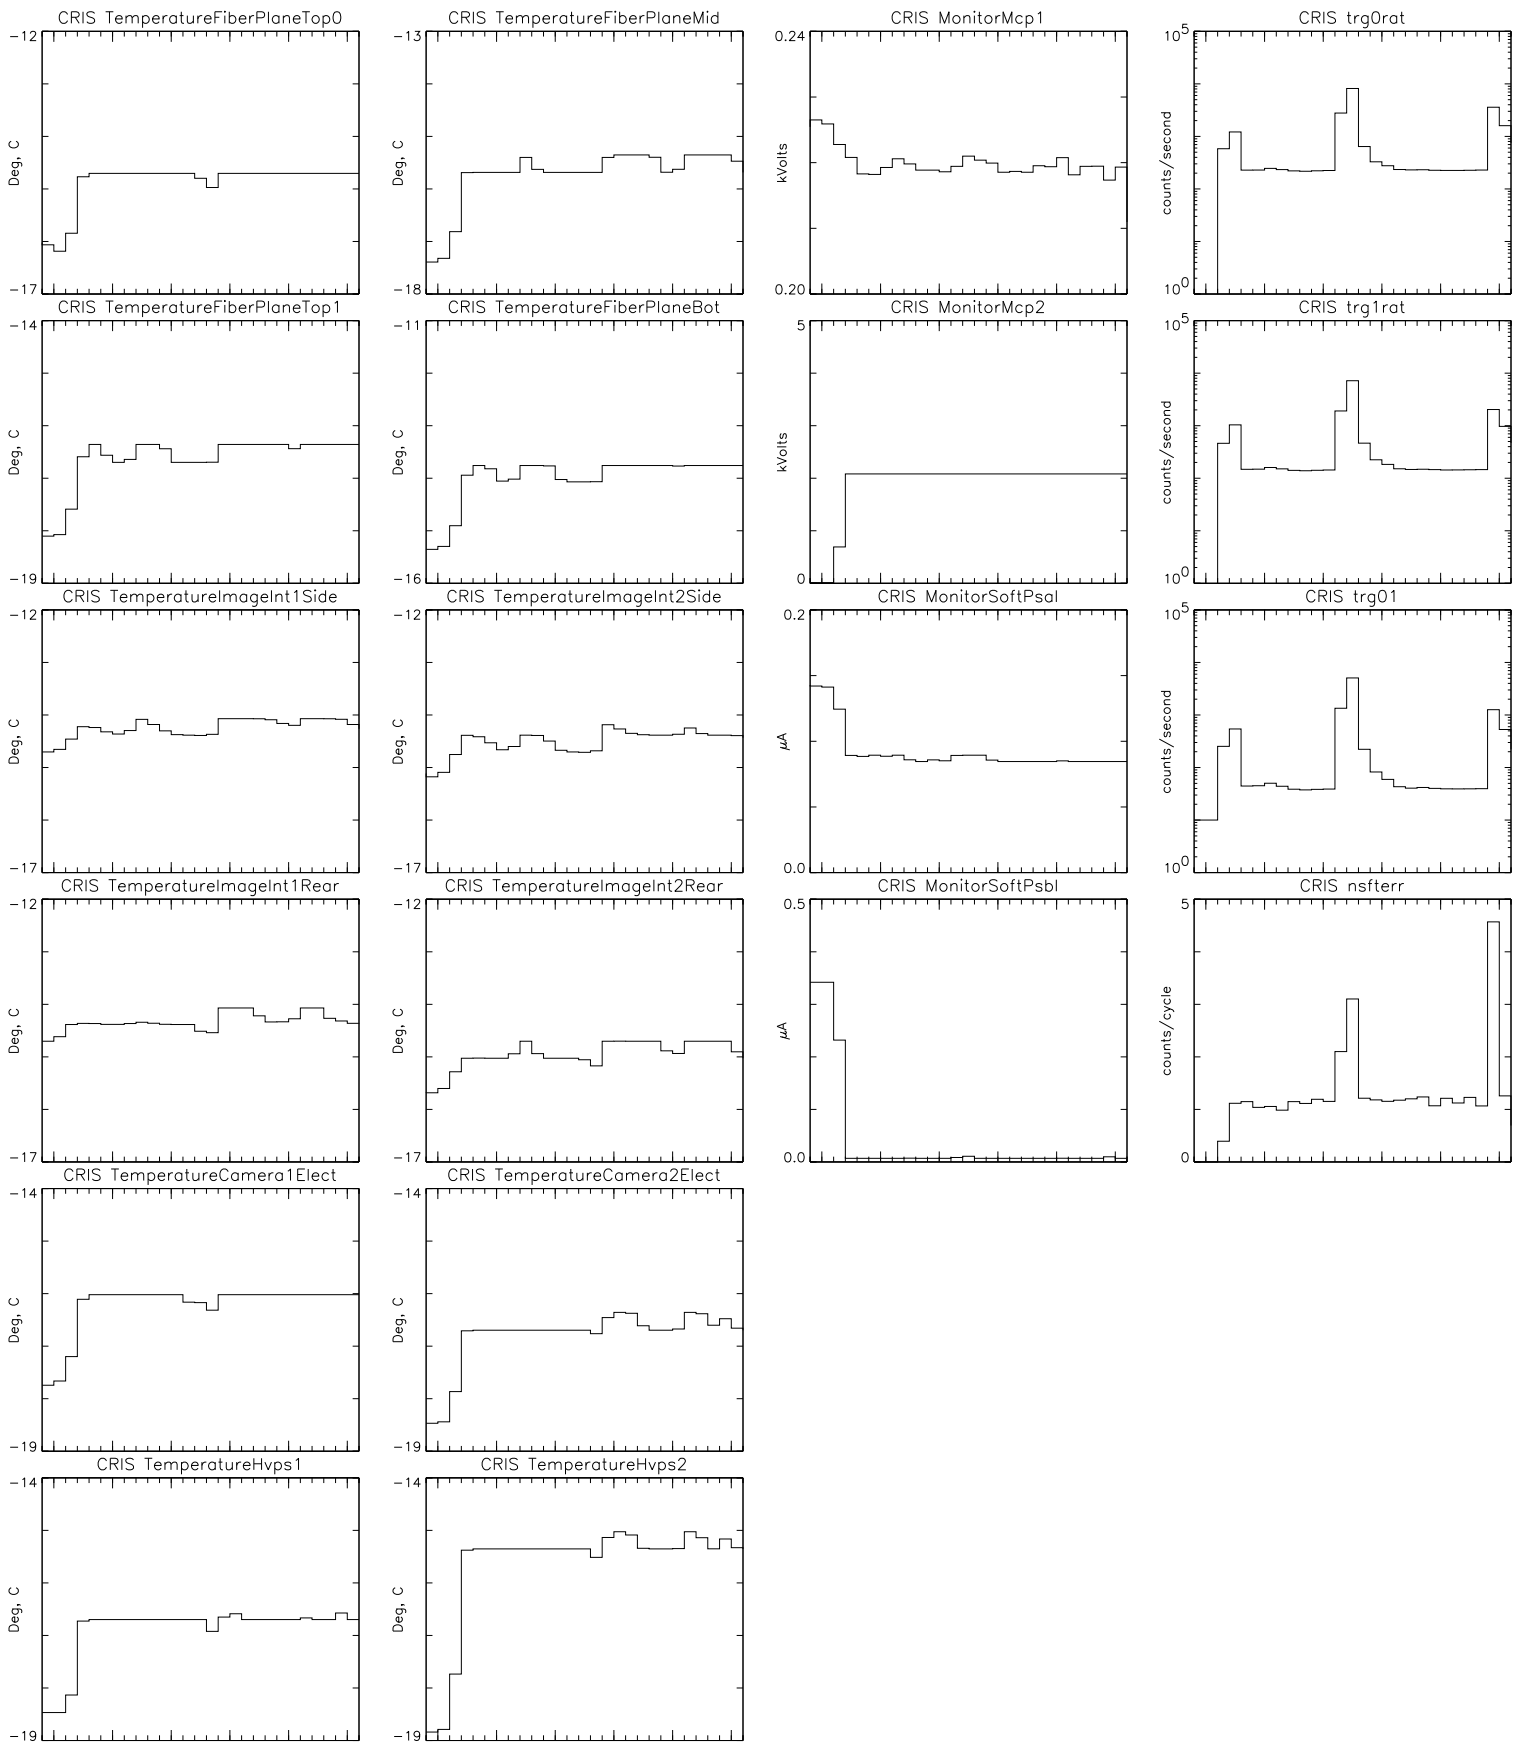 CRIS TemperatureFiberPlaneTop0
-12
Deg, C
-17
CRIS TemperatureFiberPlaneMid
-13
Deg, C
-18
CRIS MonitorMcp1
0.24
kVolts
0.20
CRIS trg0rat
10^5
counts/second
10^0
CRIS TemperatureFiberPlaneTop1
-14
Deg, C
-19
CRIS TemperatureFiberPlaneBot
-11
Deg, C
-16
CRIS MonitorMcp2
5
kVolts
0
CRIS trg1rat
10^5
counts/second
10^0
CRIS TemperatureImageInt1Side
-12
Deg, C
-17
CRIS TemperatureImageInt2Side
-12
Deg, C
-17
CRIS MonitorSoftPsaI
0.2
μA
0.0
CRIS trg01
10^5
counts/second
10^0
CRIS TemperatureImageInt1Rear
-12
Deg, C
-17
CRIS TemperatureImageInt2Rear
-12
Deg, C
-17
CRIS MonitorSoftPsbI
0.5
μA
0.0
CRIS nsfterr
5
counts/cycle
0
CRIS TemperatureCamera1Elect
-14
Deg, C
-19
CRIS TemperatureCamera2Elect
-14
Deg, C
-19
CRIS TemperatureHvps1
-14
Deg, C
-19
CRIS TemperatureHvps2
-14
Deg, C
-19